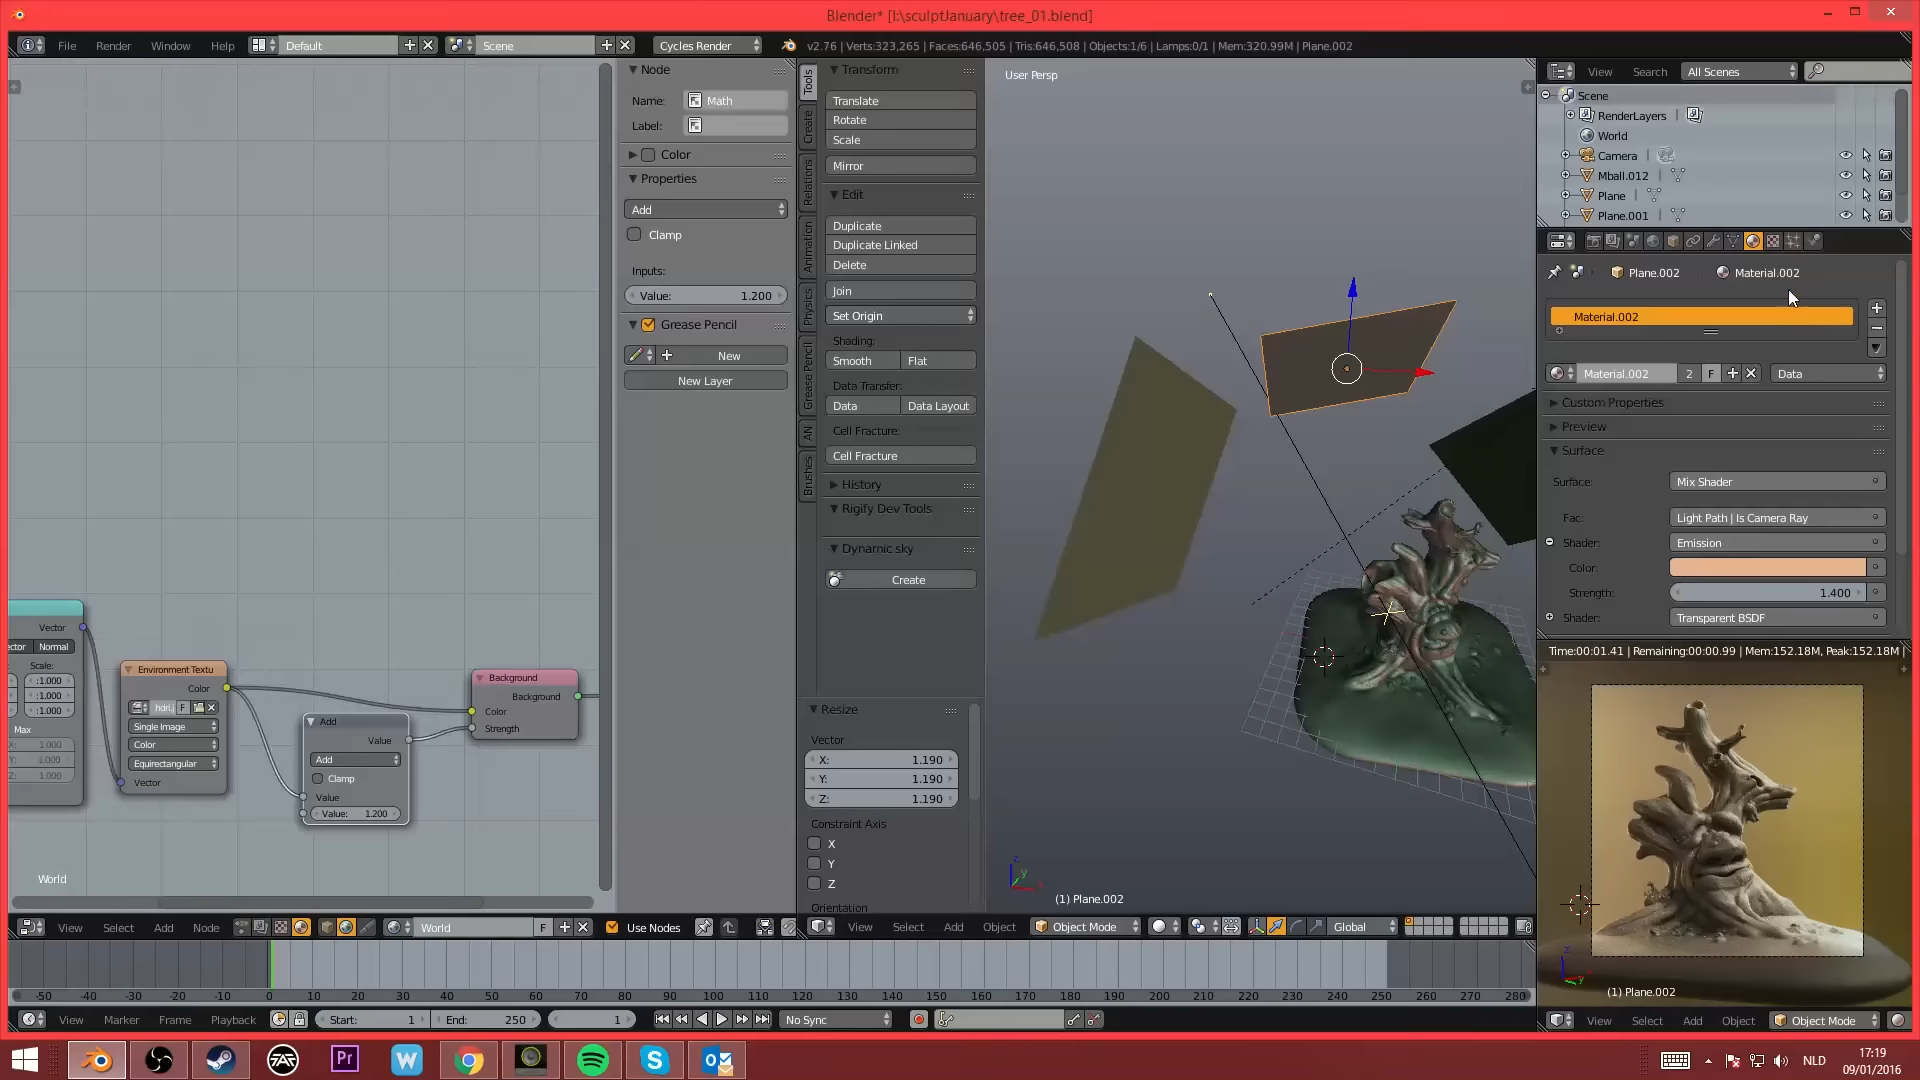 Blender* [I:\sculptJanuary\tree_01.blend]
File Render Window Help Default Scene Cycles Render v2.76 | Verts:323,265 | Faces:646,505 | Tris:646,508 | Objects:1/6 | Lamps:0/1 | Mem:320.99M | Plane.002
Node
Name: Math
Label:
Color
Properties
Add
Clamp
Inputs:
Value: 1.200
Grease Pencil
New
New Layer
Vector
Normal
Scale:
:1.000
:1.000
:1.000
Max
X: 1.000
Y: 1.000
Z: 1.000
Environment Textu
Color
hdri.j F
Single Image
Color
Equirectangular
Vector
Add
Value
Add
Clamp
Value
Value: 1.200
Background
Background
Color
Strength
World
View Select Add Node World F Use Nodes
Tools
Create
Relations
Animation
Physics
Grease Pencil
AN
Brushes
Transform
Translate
Rotate
Scale
Mirror
Edit
Duplicate
Duplicate Linked
Delete
Join
Set Origin
Shading:
Smooth Flat
Data Transfer:
Data Data Layout
Cell Fracture:
Cell Fracture
History
Rigify Dev Tools
Dynamic sky
Create
Resize
Vector
X: 1.190
Y: 1.190
Z: 1.190
Constraint Axis
X
Y
Z
Orientation
User Persp
(1) Plane.002
View Select Add Object Object Mode Global
View Search All Scenes
Scene
RenderLayers
World
Camera
Mball.012
Plane
Plane.001
Plane.002 Material.002
Material.002
Material.002 2 F Data
Custom Properties
Preview
Surface
Surface: Mix Shader
Fac: Light Path | Is Camera Ray
Shader: Emission
Color:
Strength: 1.400
Shader: Transparent BSDF
Time:00:01.41 | Remaining:00:00.99 | Mem:152.18M, Peak:152.18M |
(1) Plane.002
View Select Add Object Object Mode
-50 -40 -30 -20 -10 0 10 20 30 40 50 60 70 80 90 100 110 120 130 140 150 160 170 180 190 200 210 220 230 240 250 260 270 280
View Marker Frame Playback Start: 1 End: 250 1 No Sync
NLD
17:19
09/01/2016